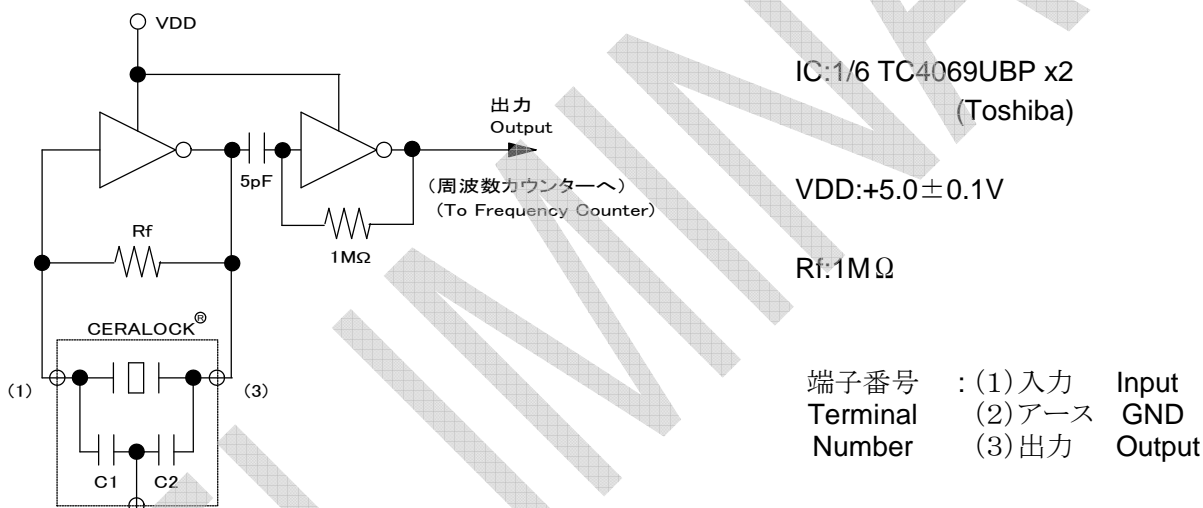 VDD
出力
Output
5pF
(周波数カウンターへ)
(To Frequency Counter)
1MΩ
Rf
CERALOCK®
(1)
(3)
C1
C2
IC:1/6 TC4069UBP x2
(Toshiba)
VDD:+5.0±0.1V
Rf:1MΩ
端子番号 :(1)入力 Input
Terminal (2)アース GND
Number (3)出力 Output